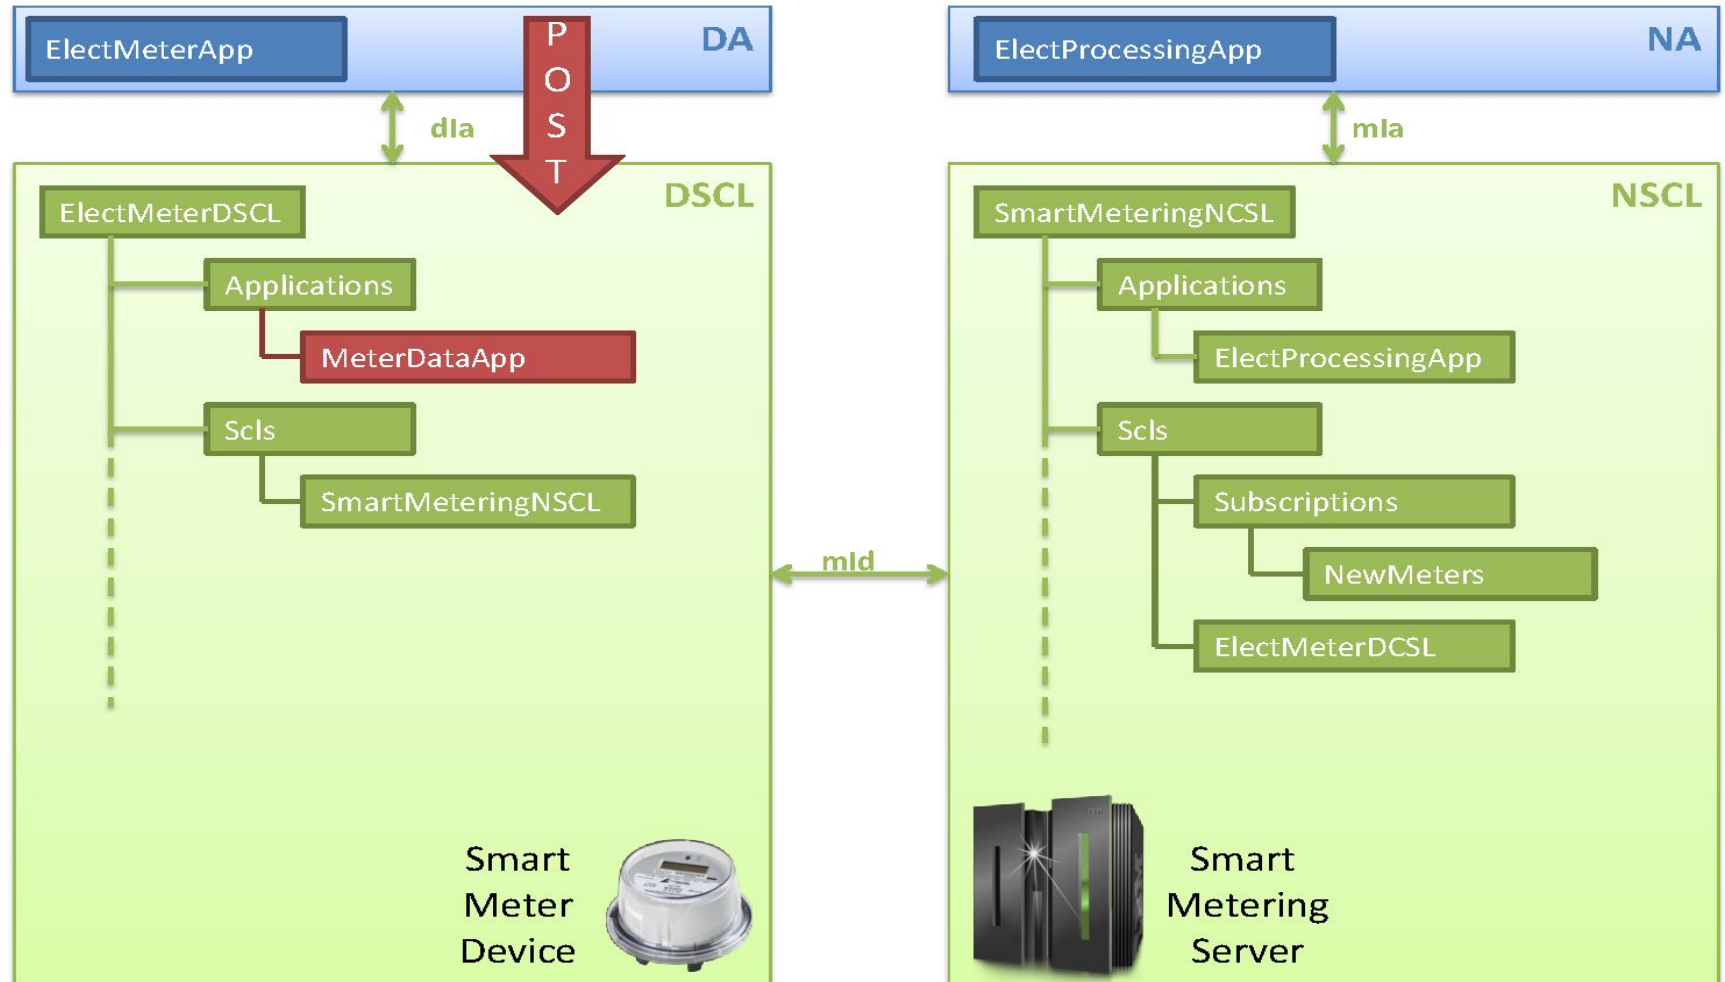 ElectMeterApp
DA
P
O
S
T
dIa
ElectMeterDSCL
DSCL
Applications
MeterDataApp
Scls
SmartMeteringNSCL
Smart
Meter
Device
mId
ElectProcessingApp
NA
mIa
SmartMeteringNCSL
NSCL
Applications
ElectProcessingApp
Scls
Subscriptions
NewMeters
ElectMeterDCSL
Smart
Metering
Server